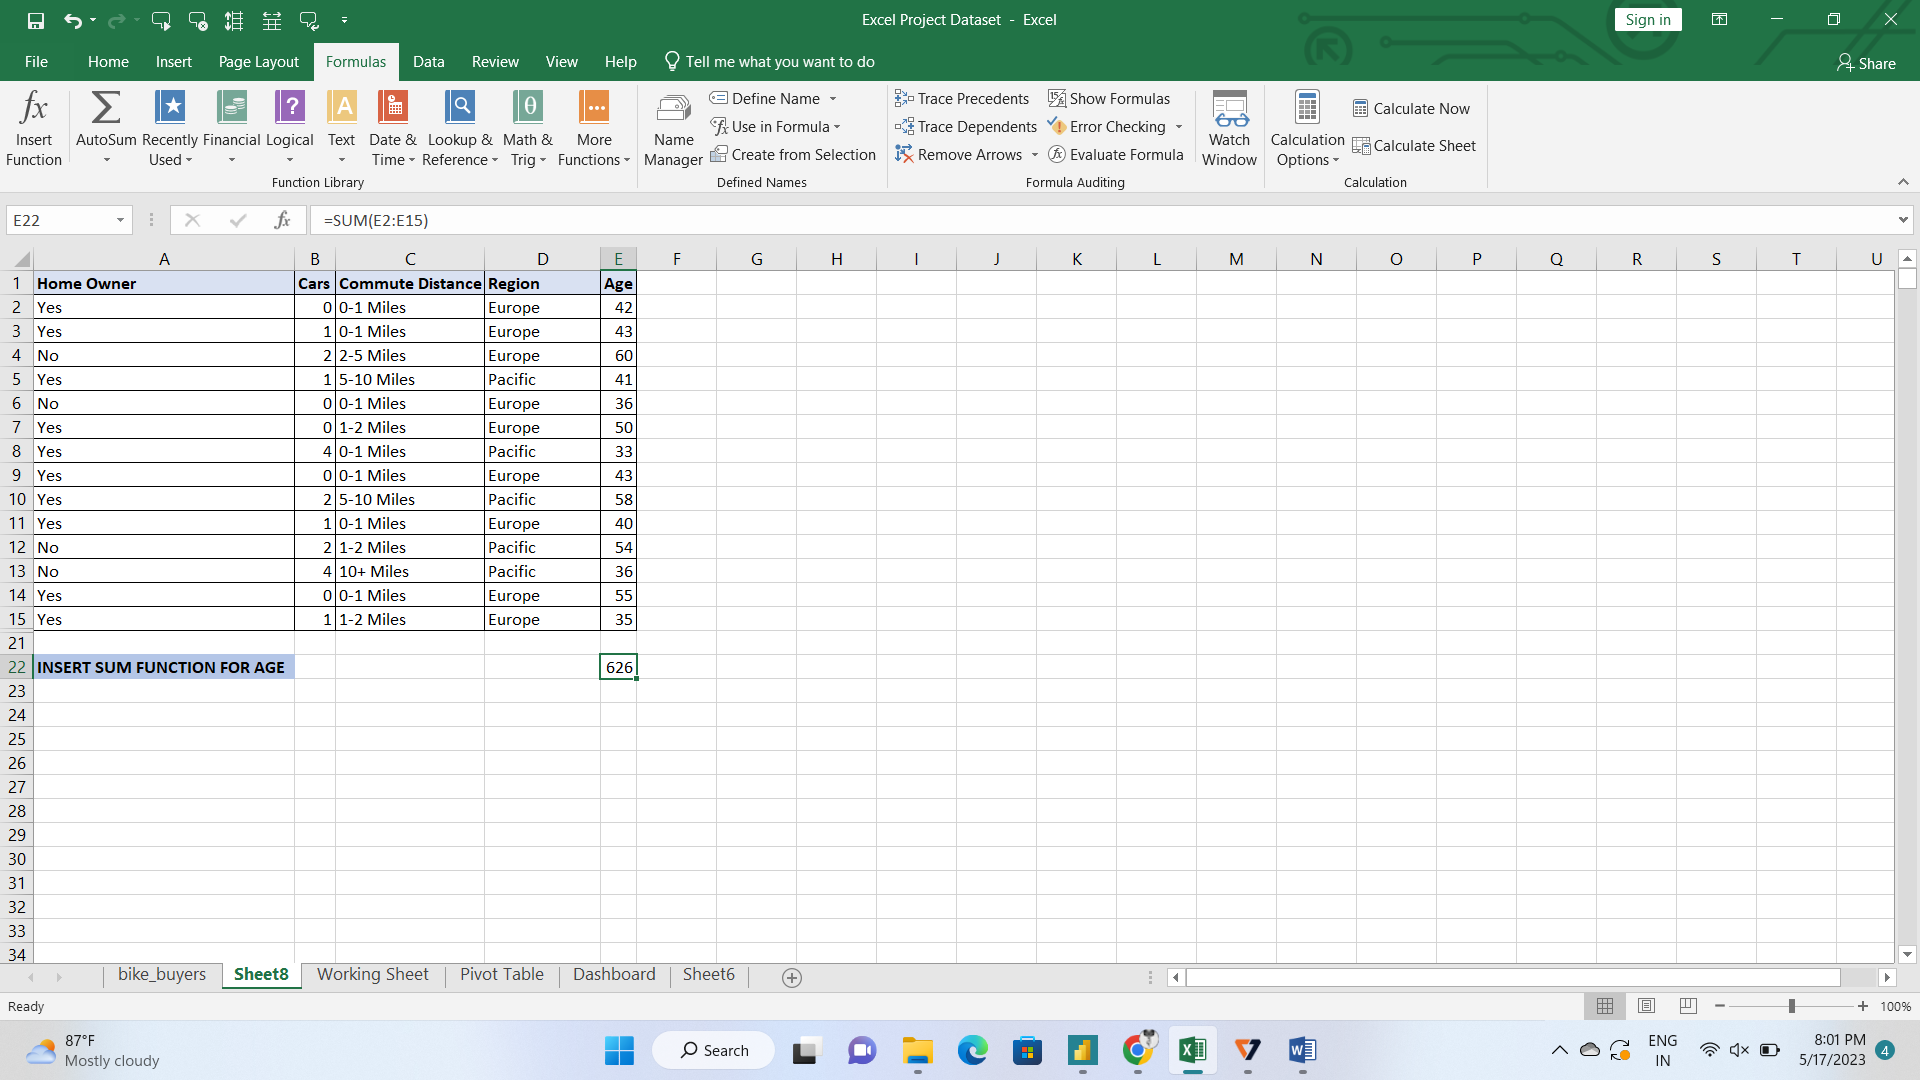 Excel Project Dataset - Excel
Sign in
File Home Insert Page Layout Formulas Data Review View Help Tell me what you want to do
Share
Insert Function
AutoSum
Recently Used
Financial
Logical
Text
Date & Time
Lookup & Reference
Math & Trig
More Functions
Function Library
Name Manager
Define Name
Use in Formula
Create from Selection
Defined Names
Trace Precedents
Trace Dependents
Remove Arrows
Show Formulas
Error Checking
Evaluate Formula
Formula Auditing
Watch Window
Calculation Options
Calculate Now
Calculate Sheet
Calculation
E22 fx =SUM(E2:E15)
A B C D E F G H I J K L M N O P Q R S T U
1 Home Owner Cars Commute Distance Region Age
2 Yes 0 0-1 Miles Europe 42
3 Yes 1 0-1 Miles Europe 43
4 No 2 2-5 Miles Europe 60
5 Yes 1 5-10 Miles Pacific 41
6 No 0 0-1 Miles Europe 36
7 Yes 0 1-2 Miles Europe 50
8 Yes 4 0-1 Miles Pacific 33
9 Yes 0 0-1 Miles Europe 43
10 Yes 2 5-10 Miles Pacific 58
11 Yes 1 0-1 Miles Europe 40
12 No 2 1-2 Miles Pacific 54
13 No 4 10+ Miles Pacific 36
14 Yes 0 0-1 Miles Europe 55
15 Yes 1 1-2 Miles Europe 35
21
22 INSERT SUM FUNCTION FOR AGE 626
23
24
25
26
27
28
29
30
31
32
33
34
bike_buyers Sheet8 Working Sheet Pivot Table Dashboard Sheet6
Ready
100%
87°F
Mostly cloudy
Search
ENG
IN
8:01 PM
5/17/2023
4